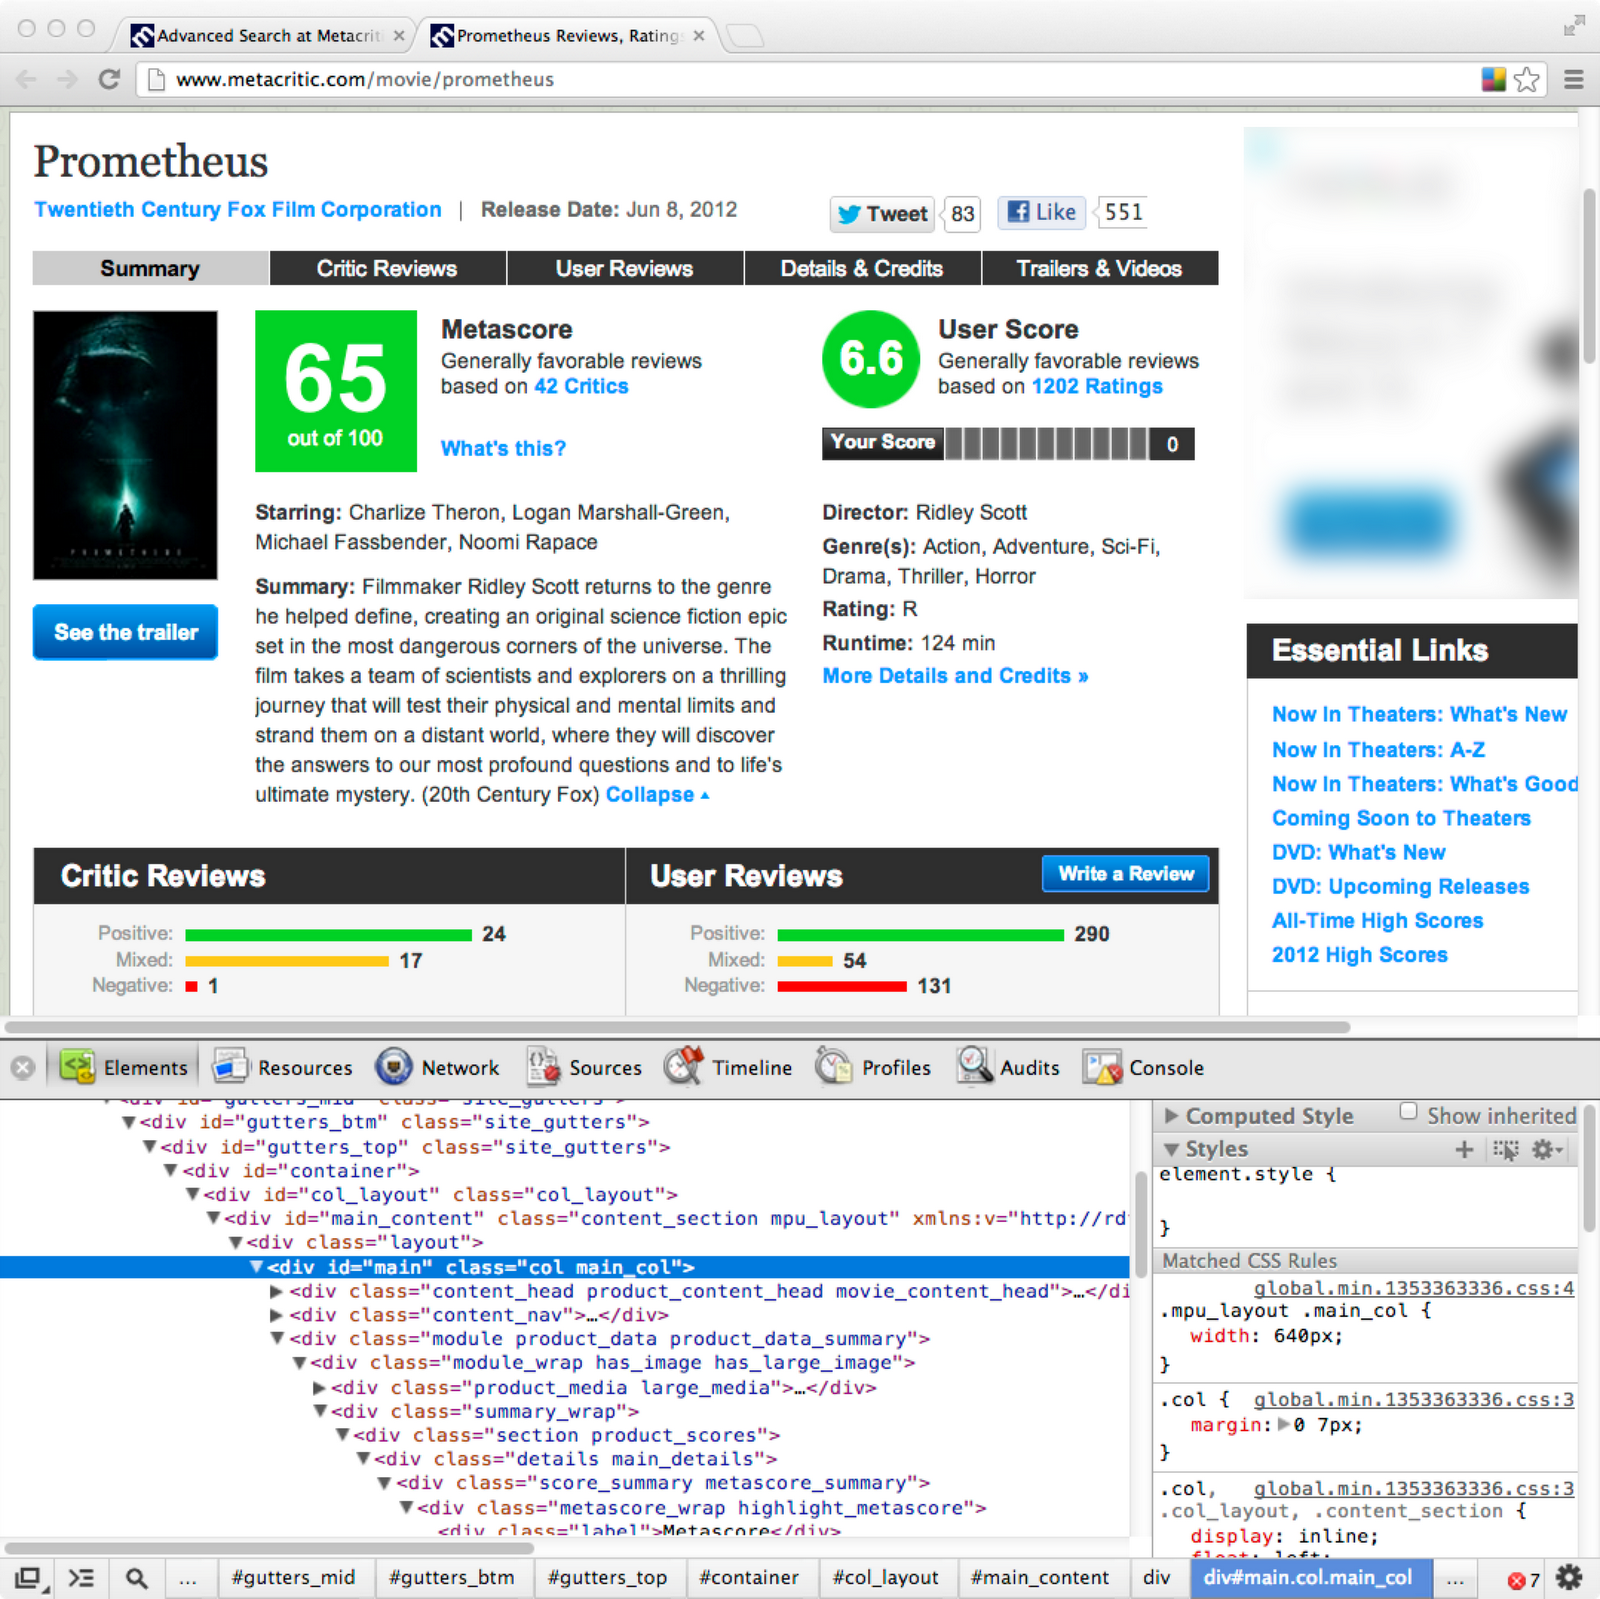 Advanced Search at Metacriti
Prometheus Reviews, Rating
www.metacritic.com/movie/prometheus
Prometheus
Twentieth Century Fox Film Corporation | Release Date: Jun 8, 2012
Tweet 83 Like 551
Summary Critic Reviews User Reviews Details & Credits Trailers & Videos
65
out of 100
Metascore
Generally favorable reviews
based on 42 Critics
What's this?
6.6
User Score
Generally favorable reviews
based on 1202 Ratings
Your Score 0
PROMETHEUS
See the trailer
Starring: Charlize Theron, Logan Marshall-Green,
Michael Fassbender, Noomi Rapace
Summary: Filmmaker Ridley Scott returns to the genre
he helped define, creating an original science fiction epic
set in the most dangerous corners of the universe. The
film takes a team of scientists and explorers on a thrilling
journey that will test their physical and mental limits and
strand them on a distant world, where they will discover
the answers to our most profound questions and to life's
ultimate mystery. (20th Century Fox) Collapse
Director: Ridley Scott
Genre(s): Action, Adventure, Sci-Fi,
Drama, Thriller, Horror
Rating: R
Runtime: 124 min
More Details and Credits »
Essential Links
Now In Theaters: What's New
Now In Theaters: A-Z
Now In Theaters: What's Good
Coming Soon to Theaters
DVD: What's New
DVD: Upcoming Releases
All-Time High Scores
2012 High Scores
Critic Reviews
Positive: 24
Mixed: 17
Negative: 1
User Reviews
Write a Review
Positive: 290
Mixed: 54
Negative: 131
Elements Resources Network Sources Timeline Profiles Audits Console
<div id="gutters_mid" class="site_gutters">
<div id="gutters_btm" class="site_gutters">
<div id="gutters_top" class="site_gutters">
<div id="container">
<div id="col_layout" class="col_layout">
<div id="main_content" class="content_section mpu_layout" xmlns:v="http://rd
<div class="layout">
<div id="main" class="col main_col">
<div class="content_head product_content_head movie_content_head">…</di
<div class="content_nav">…</div>
<div class="module product_data product_data_summary">
<div class="module_wrap has_image has_large_image">
<div class="product_media large_media">…</div>
<div class="summary_wrap">
<div class="section product_scores">
<div class="details main_details">
<div class="score_summary metascore_summary">
<div class="metascore_wrap highlight_metascore">
<div class="label">Metascore</div>
Computed Style Show inherited
Styles
element.style {
}
Matched CSS Rules
global.min.1353363336.css:4
.mpu_layout .main_col {
width: 640px;
}
.col { global.min.1353363336.css:3
margin: 0 7px;
}
.col, global.min.1353363336.css:3
.col_layout, .content_section {
display: inline;
float: left;
... #gutters_mid #gutters_btm #gutters_top #container #col_layout #main_content div div#main.col.main_col ... 7